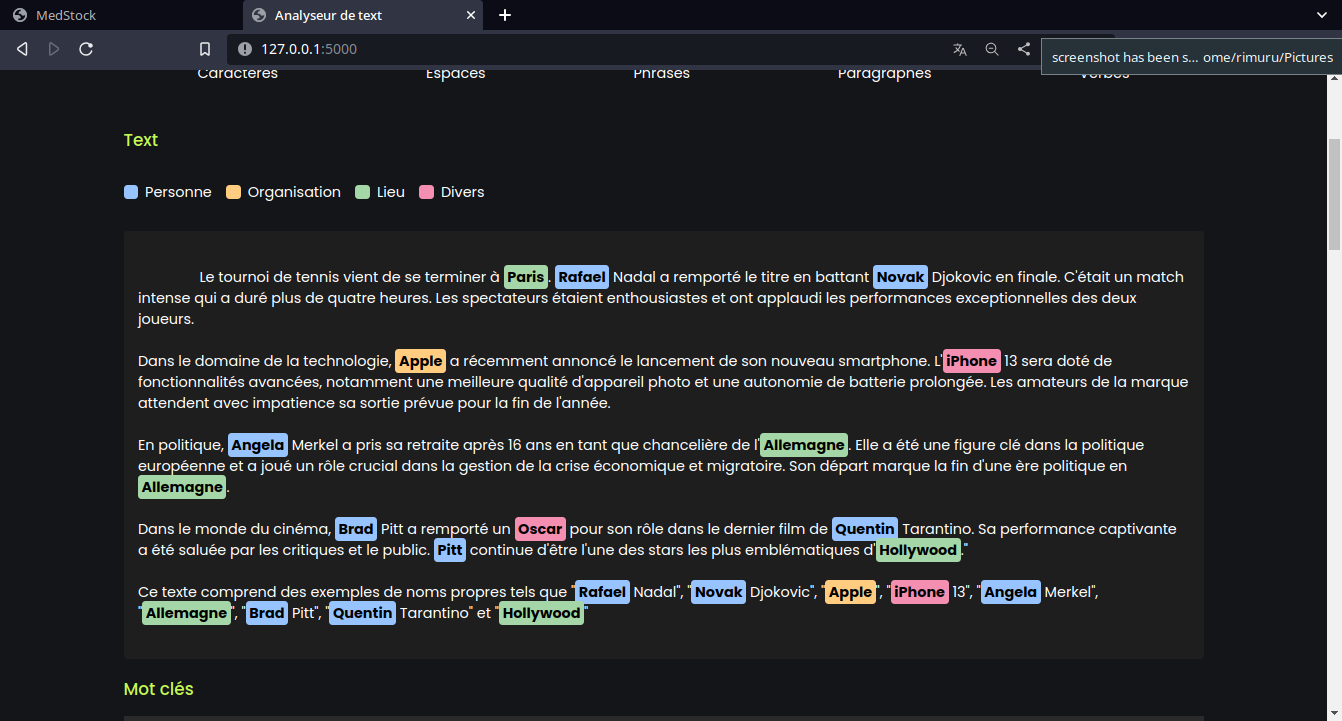 MedStock
Analyseur de text
127.0.0.1:5000
screenshot has been s... ome/rimuru/Pictures
Caractères Espaces Phrases Paragraphes Verbes
Text
Personne Organisation Lieu Divers
Le tournoi de tennis vient de se terminer à Paris. Rafael Nadal a remporté le titre en battant Novak Djokovic en finale. C'était un match
intense qui a duré plus de quatre heures. Les spectateurs étaient enthousiastes et ont applaudi les performances exceptionnelles des deux
joueurs.
Dans le domaine de la technologie, Apple a récemment annoncé le lancement de son nouveau smartphone. L'iPhone 13 sera doté de
fonctionnalités avancées, notamment une meilleure qualité d'appareil photo et une autonomie de batterie prolongée. Les amateurs de la marque
attendent avec impatience sa sortie prévue pour la fin de l'année.
En politique, Angela Merkel a pris sa retraite après 16 ans en tant que chancelière de l'Allemagne. Elle a été une figure clé dans la politique
européenne et a joué un rôle crucial dans la gestion de la crise économique et migratoire. Son départ marque la fin d'une ère politique en
Allemagne.
Dans le monde du cinéma, Brad Pitt a remporté un Oscar pour son rôle dans le dernier film de Quentin Tarantino. Sa performance captivante
a été saluée par les critiques et le public. Pitt continue d'être l'une des stars les plus emblématiques d'Hollywood."
Ce texte comprend des exemples de noms propres tels que "Rafael Nadal", "Novak Djokovic", "Apple", "iPhone 13", "Angela Merkel",
"Allemagne", "Brad Pitt", "Quentin Tarantino" et "Hollywood"
Mot clés